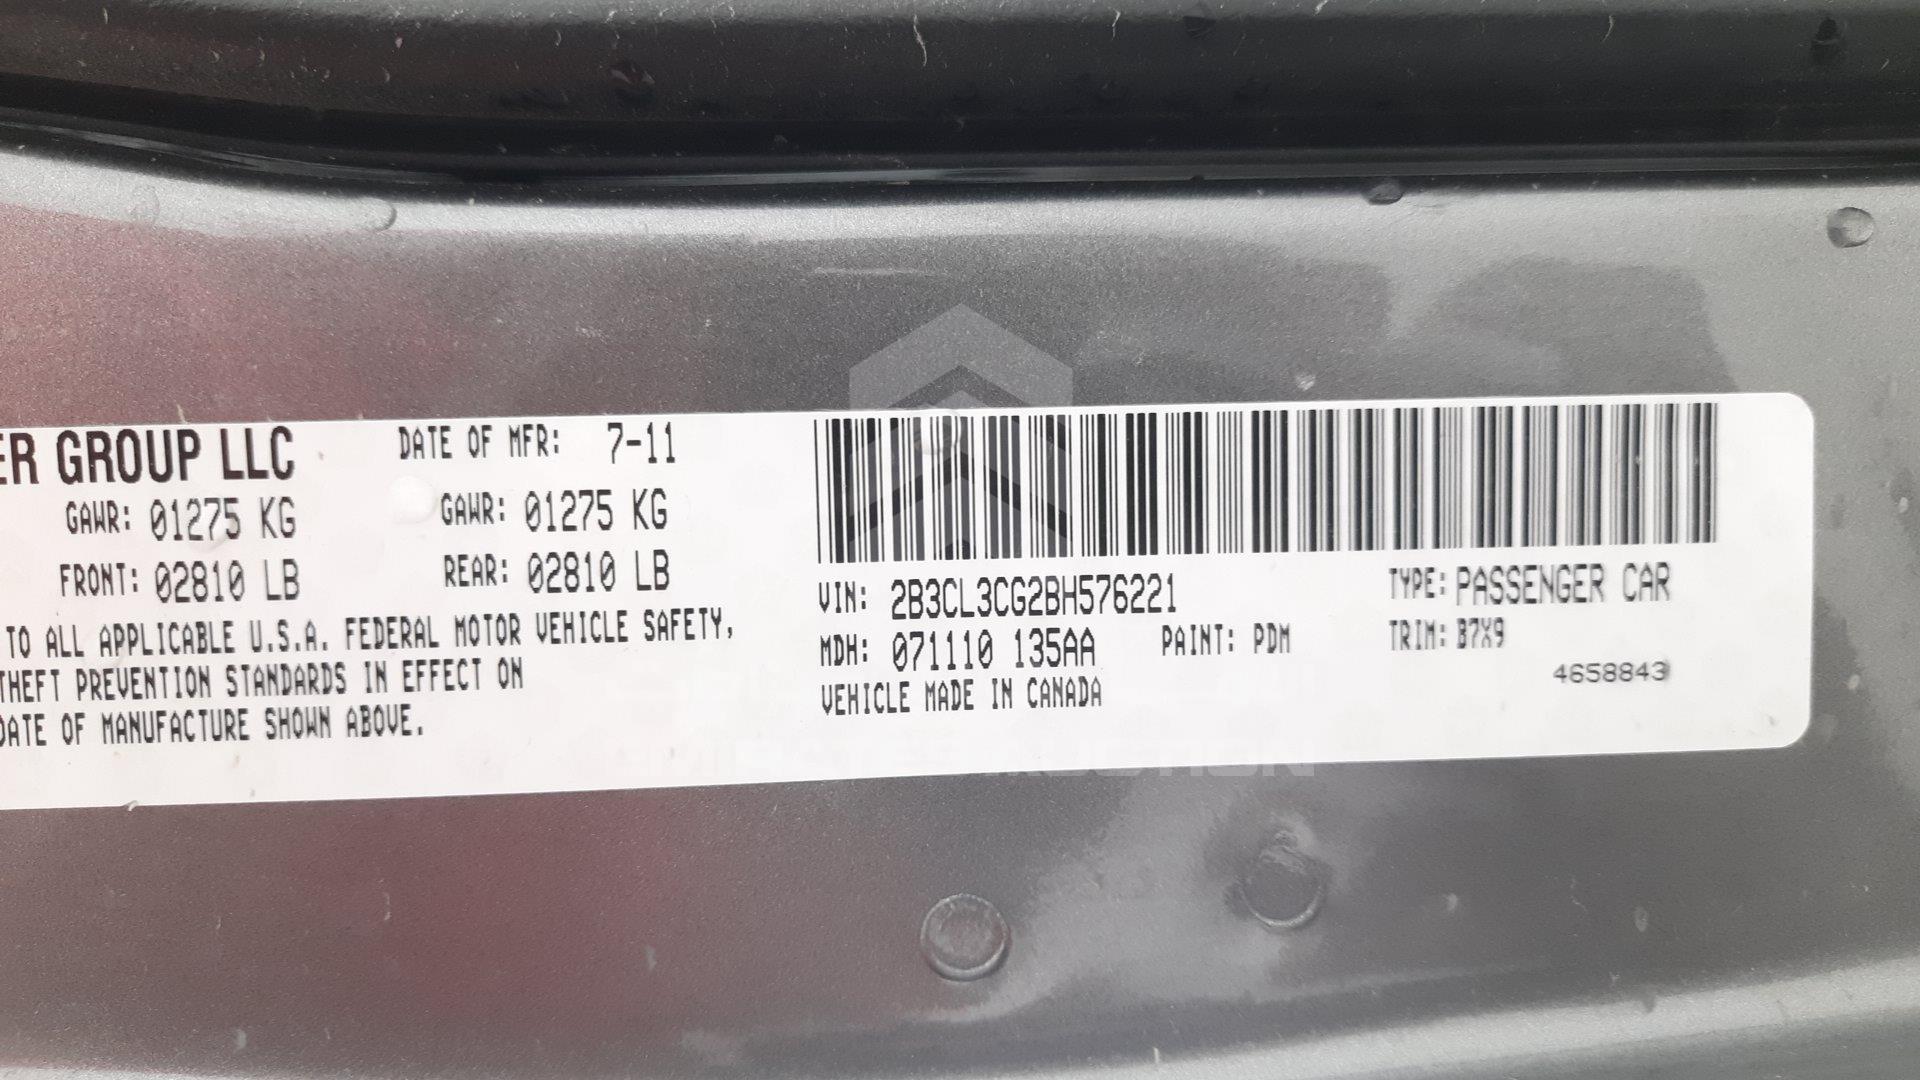 ER GROUP LLC
DATE OF MFR: 7-11
GAWR: 01275 KG GAWR: 01275 KG
FRONT: 02810 LB REAR: 02810 LB
TO ALL APPLICABLE U.S.A. FEDERAL MOTOR VEHICLE SAFETY,
THEFT PREVENTION STANDARDS IN EFFECT ON
DATE OF MANUFACTURE SHOWN ABOVE.
VIN: 2B3CL3CG2BH576221 TYPE: PASSENGER CAR
MDH: 071110 135AA PAINT: PDM TRIM: B7X9
VEHICLE MADE IN CANADA 4658843
EMIRATES AUCTION